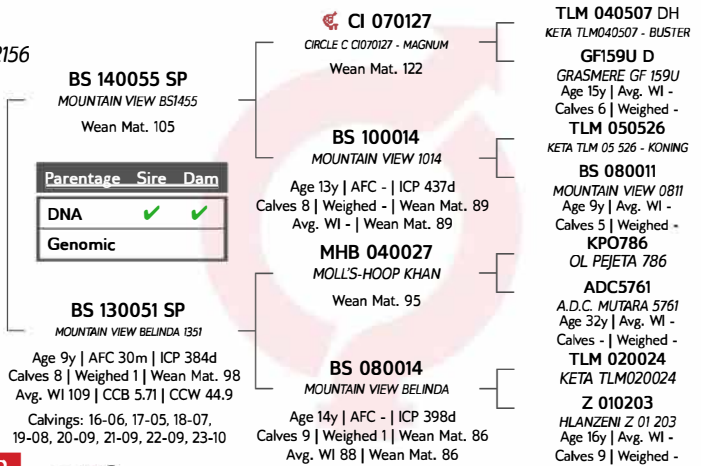 2156
BS 140055 SP
MOUNTAIN VIEW BS1455
Wean Mat. 105
Parentage Sire Dam
DNA ✔ ✔
Genomic
BS 130051 SP
MOUNTAIN VIEW BELINDA 1351
Age 9y | AFC 30m | ICP 384d
Calves 8 | Weighed 1 | Wean Mat. 98
Avg. WI 109 | CCB 5.71 | CCW 44.9
Calvings: 16-06, 17-05, 18-07,
19-08, 20-09, 21-09, 22-09, 23-10
CI 070127
CIRCLE C CI070127 - MAGNUM
Wean Mat. 122
BS 100014
MOUNTAIN VIEW 1014
Age 13y | AFC - | ICP 437d
Calves 8 | Weighed - | Wean Mat. 89
Avg. WI - | Wean Mat. 89
MHB 040027
MOLL'S-HOOP KHAN
Wean Mat. 95
BS 080014
MOUNTAIN VIEW BELINDA
Age 14y | AFC - | ICP 398d
Calves 9 | Weighed 1 | Wean Mat. 86
Avg. WI 88 | Wean Mat. 86
TLM 040507 DH
KETA TLM040507 - BUSTER
GF159U D
GRASMERE GF 159U
Age 15y | Avg. WI -
Calves 6 | Weighed -
TLM 050526
KETA TLM 05 526 - KONING
BS 080011
MOUNTAIN VIEW 0811
Age 9y | Avg. WI -
Calves 5 | Weighed -
KPO786
OL PEJETA 786
ADC5761
A.D.C. MUTARA 5761
Age 32y | Avg. WI -
Calves - | Weighed -
TLM 020024
KETA TLM020024
Z 010203
HLANZENI Z 01 203
Age 16y | Avg. WI -
Calves 9 | Weighed -